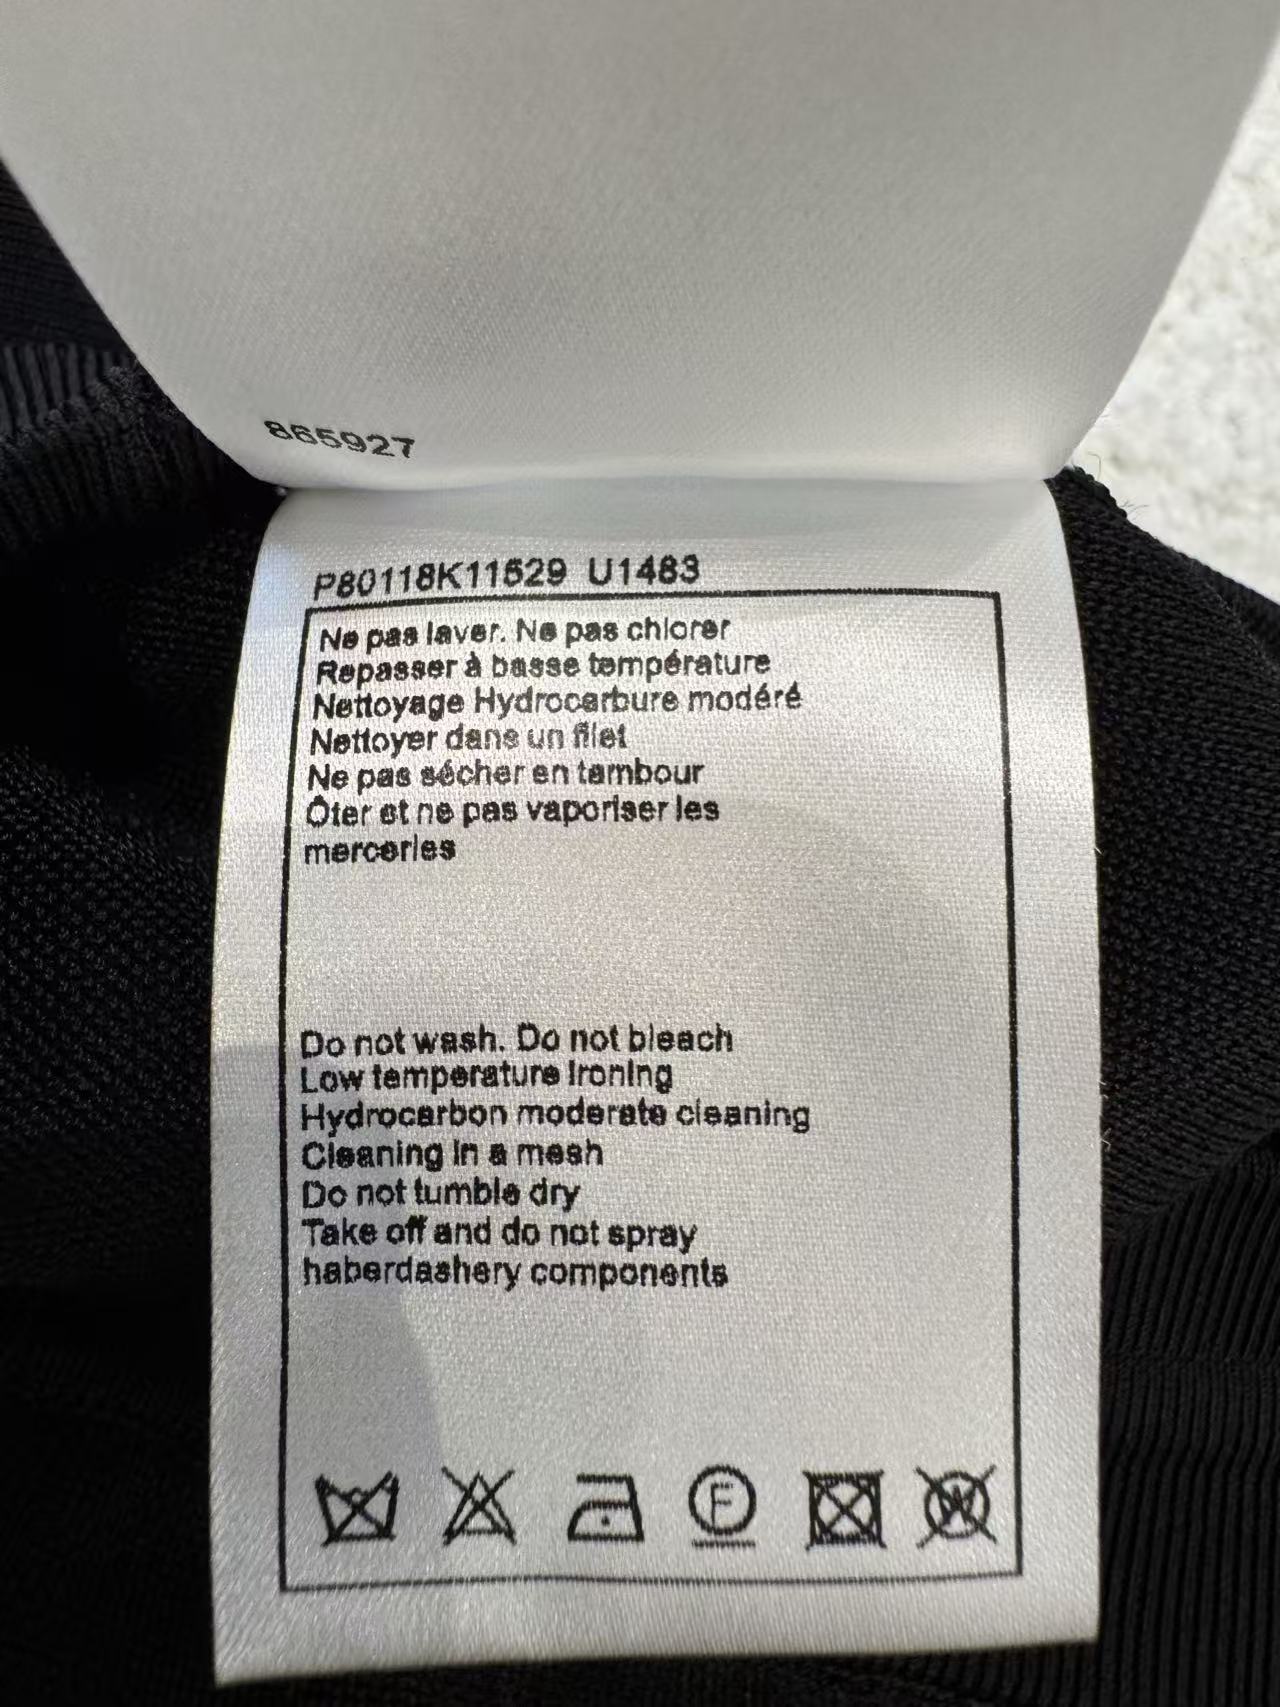 865927
P80118K11529 U1483
Ne pas laver. Ne pas chlorer
Repasser à basse température
Nettoyage Hydrocarbure modéré
Nettoyer dans un filet
Ne pas sécher en tambour
Ôter et ne pas vaporiser les
merceries
Do not wash. Do not bleach
Low temperature ironing
Hydrocarbon moderate cleaning
Cleaning in a mesh
Do not tumble dry
Take off and do not spray
haberdashery components
F W